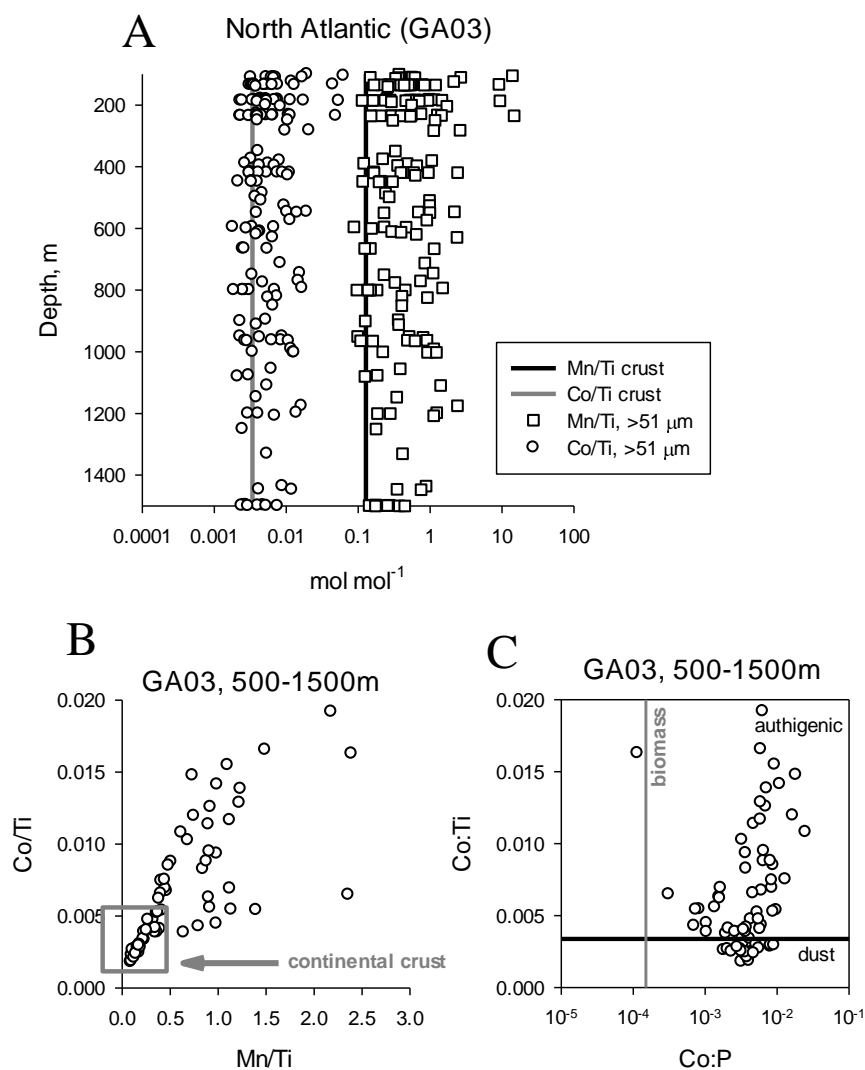 A
North Atlantic (GA03)
Depth, m
200
400
600
800
1000
1200
1400
0.0001
0.001
0.01
0.1
1
10
100
mol mol-1
Mn/Ti crust
Co/Ti crust
Mn/Ti, >51 μm
Co/Ti, >51 μm
B
GA03, 500-1500m
Co/Ti
0.020
0.015
0.010
0.005
0.000
continental crust
0.0
0.5
1.0
1.5
2.0
2.5
3.0
Mn/Ti
C
GA03, 500-1500m
Co:Ti
0.020
0.015
0.010
0.005
0.000
biomass
authigenic
dust
10-5
10-4
10-3
10-2
10-1
Co:P